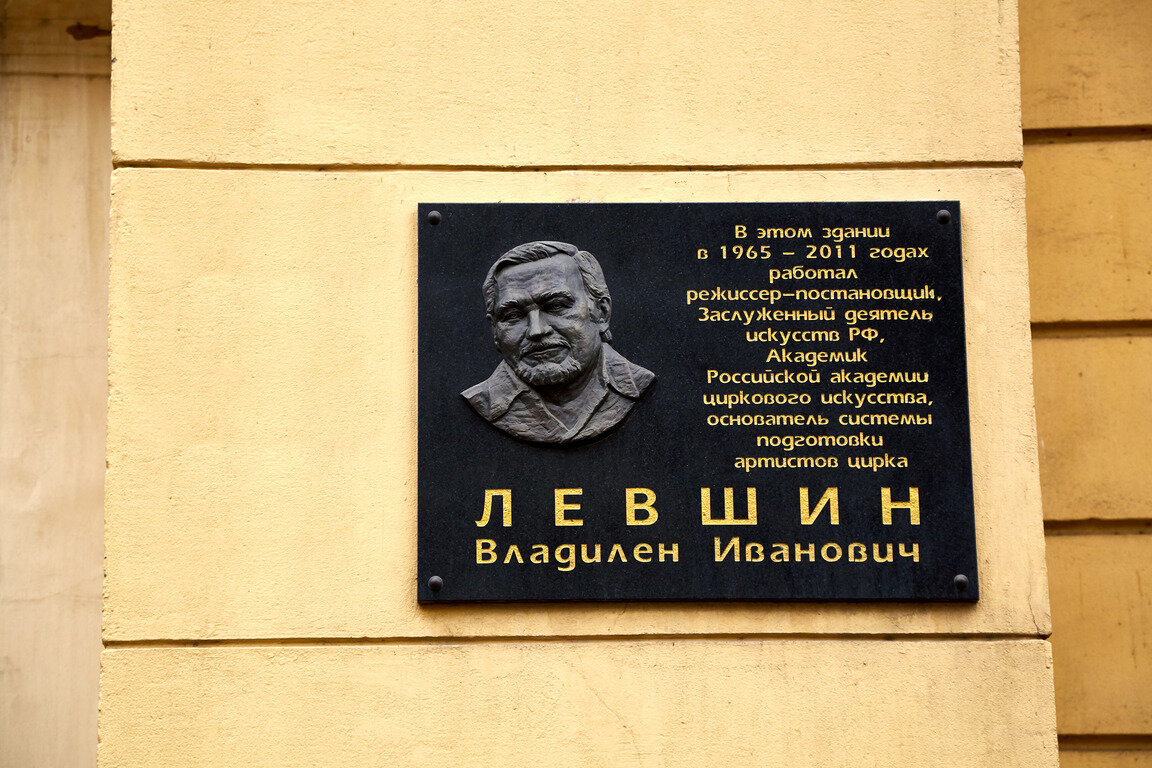 В этом здании
в 1965 – 2011 годах
работал
режиссер–постановщик,
Заслуженный деятель
искусств РФ,
Академик
Российской академии
циркового искусства,
основатель системы
подготовки
артистов цирка
ЛЕВШИН
Владилен Иванович